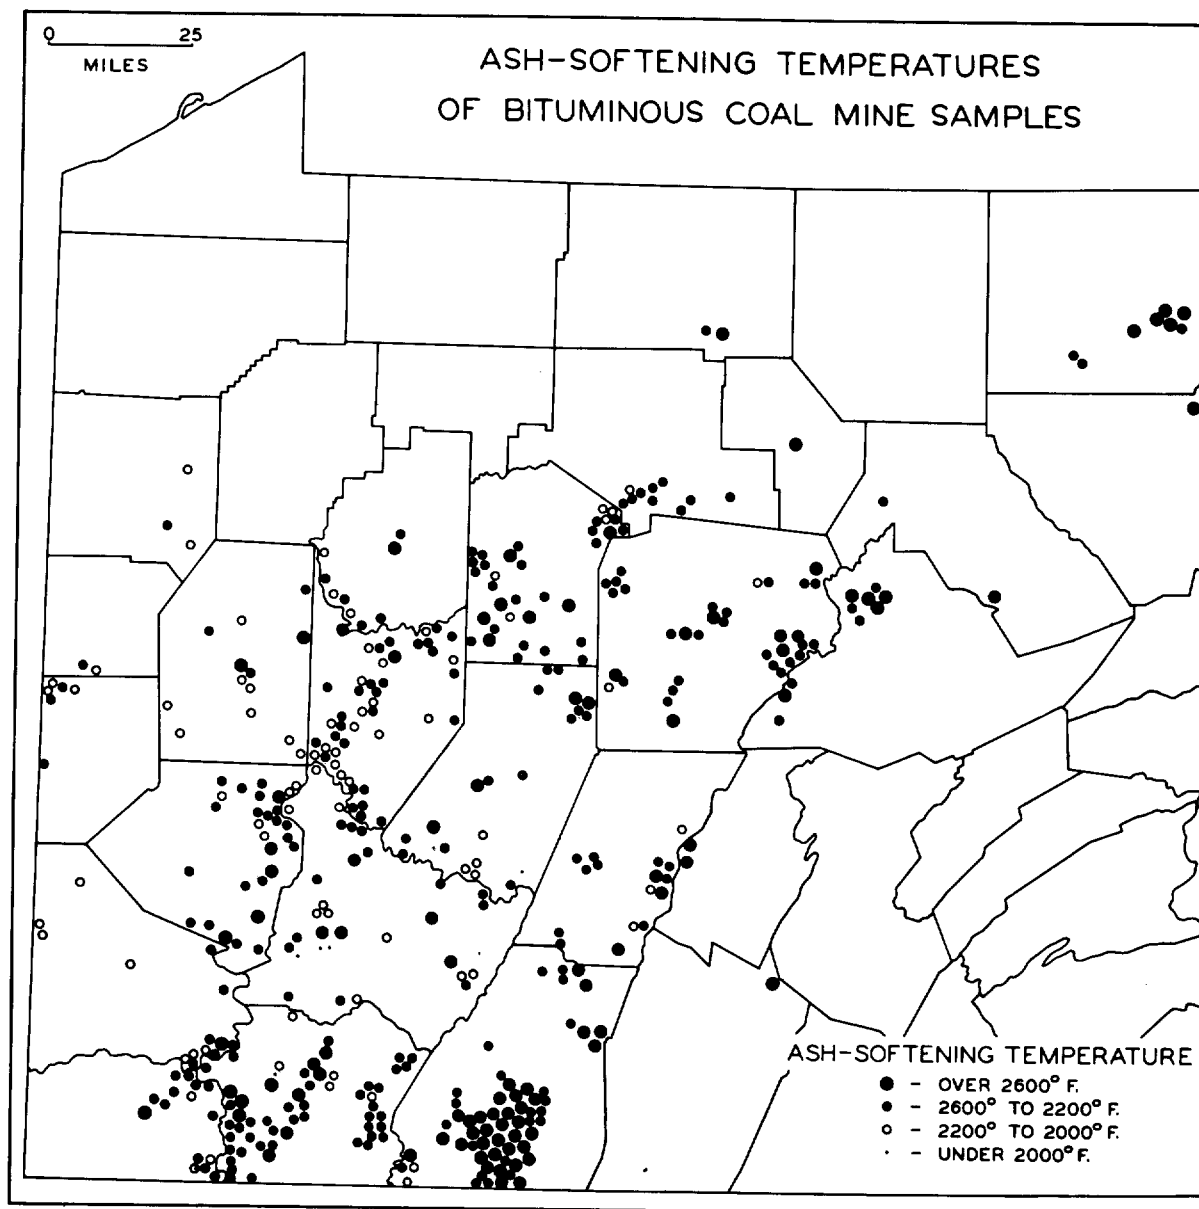 0 25
MILES
ASH-SOFTENING TEMPERATURES
OF BITUMINOUS COAL MINE SAMPLES
ASH-SOFTENING TEMPERATURE
- OVER 2600° F.
- 2600° TO 2200° F.
- 2200° TO 2000° F.
- UNDER 2000° F.